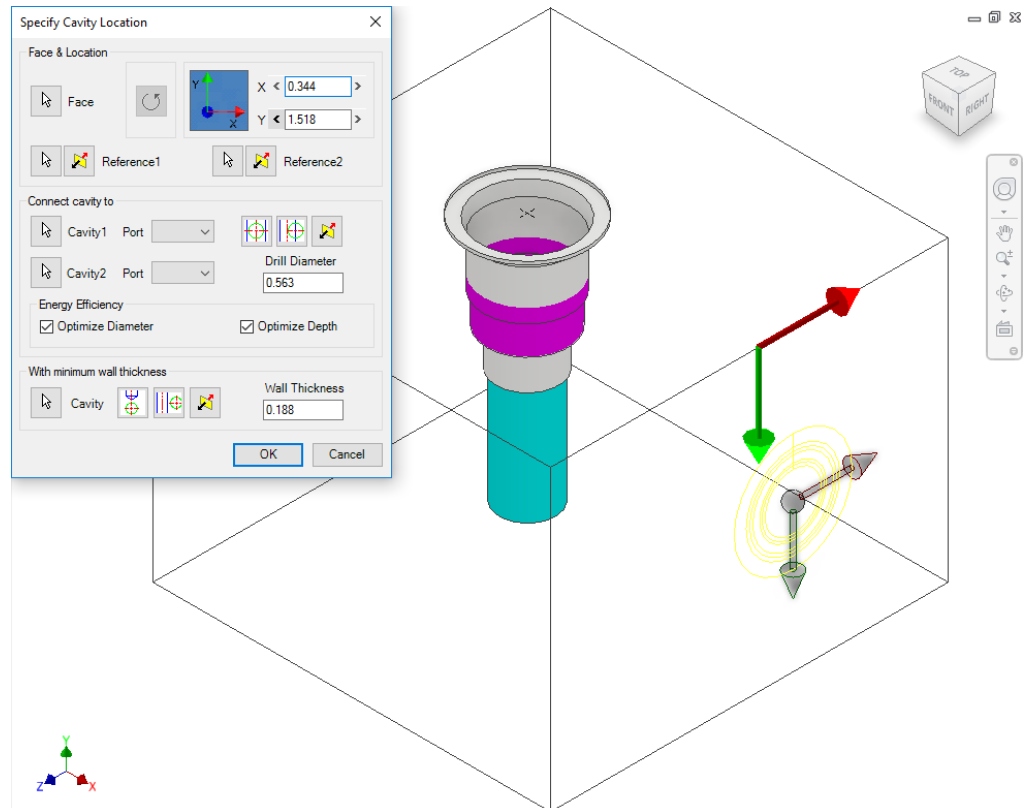 Specify Cavity Location
Face & Location
Face
Y
X
X < 0.344 >
Y < 1.518 >
Reference1
Reference2
Connect cavity to
Cavity1 Port
Cavity2 Port
Drill Diameter
0.563
Energy Efficiency
Optimize Diameter
Optimize Depth
With minimum wall thickness
Cavity
Wall Thickness
0.188
OK
Cancel
TOP
FRONT
RIGHT
Y
Z
X